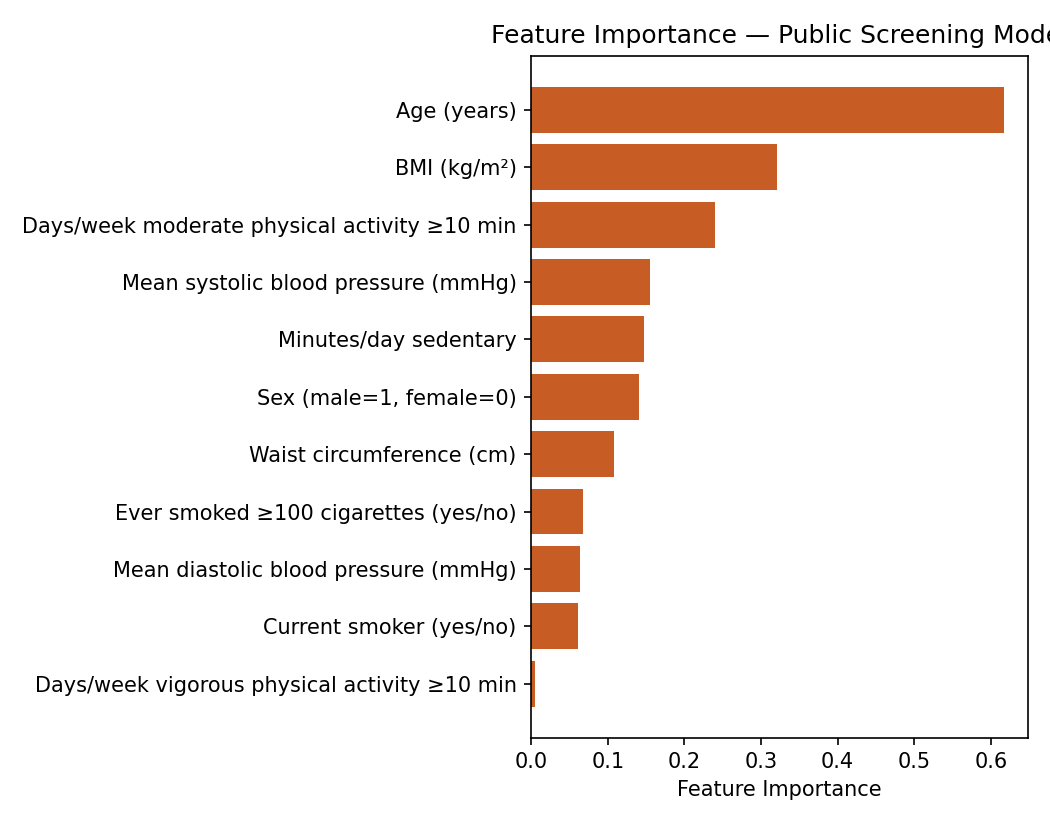 Feature Importance — Public Screening Mode
Age (years)
BMI (kg/m²)
Days/week moderate physical activity ≥10 min
Mean systolic blood pressure (mmHg)
Minutes/day sedentary
Sex (male=1, female=0)
Waist circumference (cm)
Ever smoked ≥100 cigarettes (yes/no)
Mean diastolic blood pressure (mmHg)
Current smoker (yes/no)
Days/week vigorous physical activity ≥10 min
0.0 0.1 0.2 0.3 0.4 0.5 0.6
Feature Importance